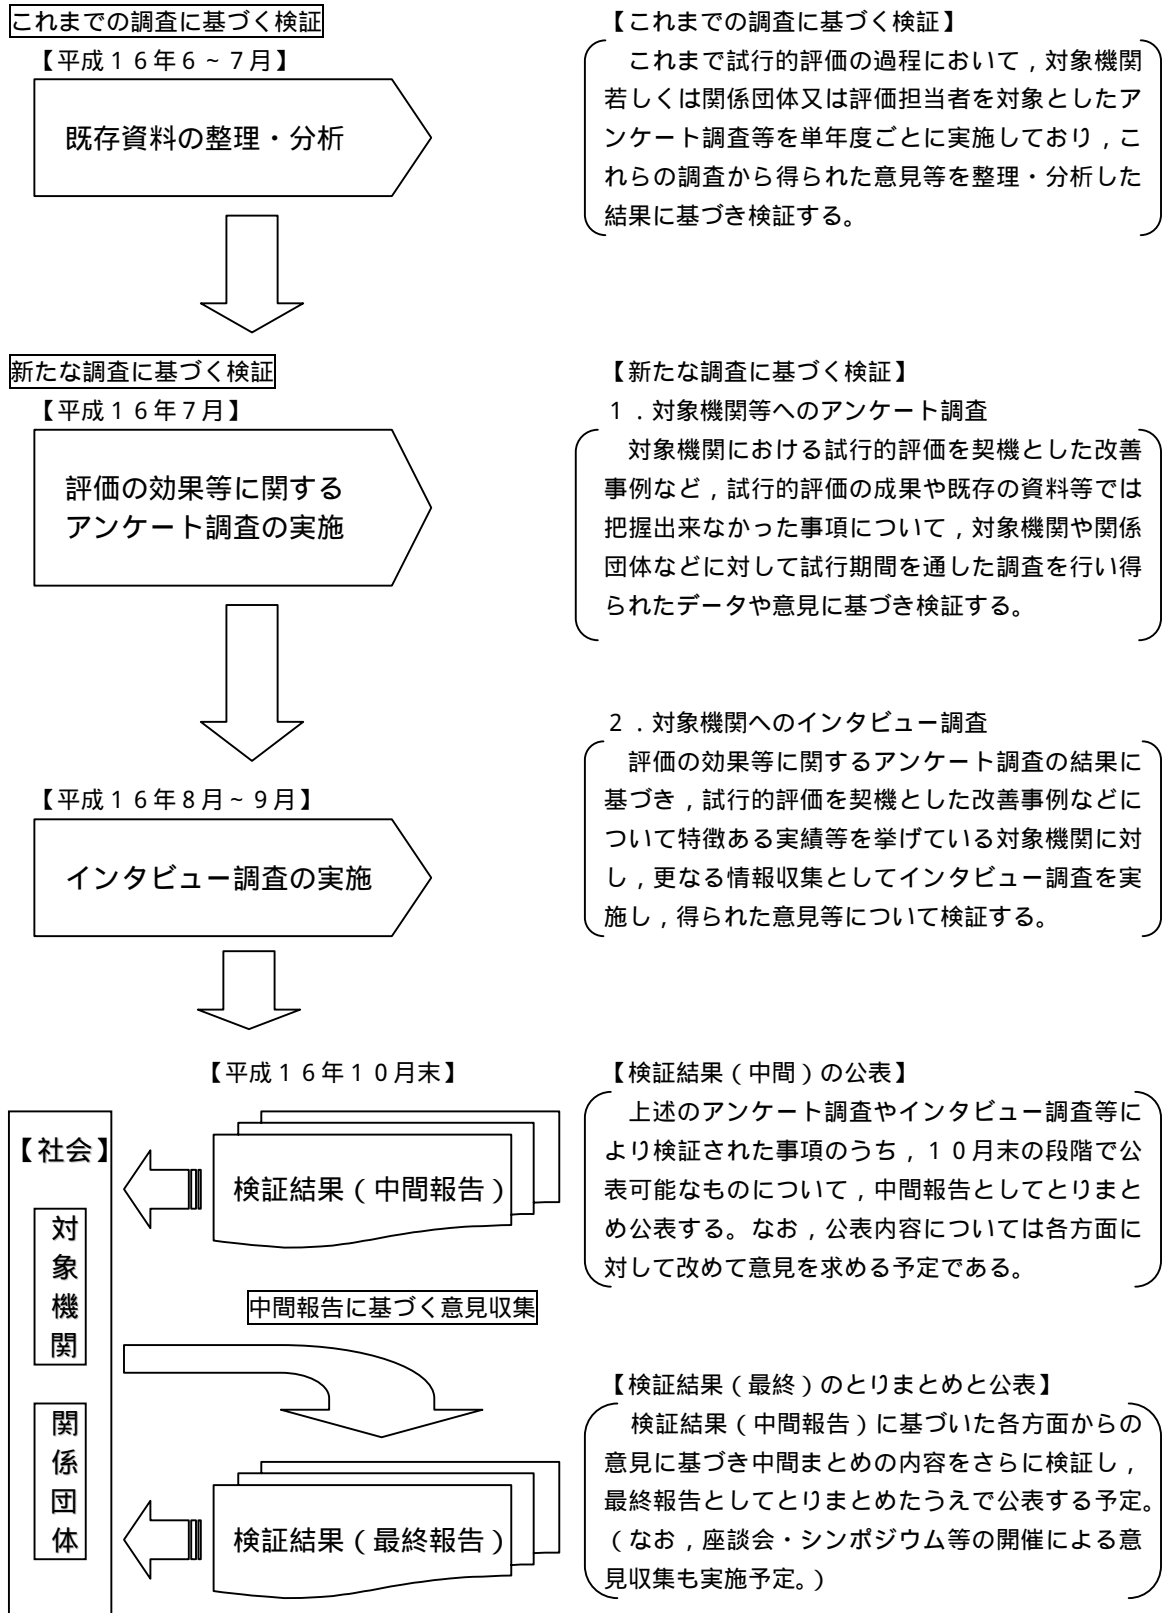 これまでの調査に基づく検証
【平成１６年６~７月】
既存資料の整理・分析
【これまでの調査に基づく検証】
これまで試行的評価の過程において，対象機関
若しくは関係団体又は評価担当者を対象としたア
ンケート調査等を単年度ごとに実施しており，こ
れらの調査から得られた意見等を整理・分析した
結果に基づき検証する。
新たな調査に基づく検証
【平成１６年７月】
評価の効果等に関する
アンケート調査の実施
【新たな調査に基づく検証】
１．対象機関等へのアンケート調査
対象機関における試行的評価を契機とした改善
事例など，試行的評価の成果や既存の資料等では
把握出来なかった事項について，対象機関や関係
団体などに対して試行期間を通した調査を行い得
られたデータや意見に基づき検証する。
【平成１６年８月~９月】
インタビュー調査の実施
２．対象機関へのインタビュー調査
評価の効果等に関するアンケート調査の結果に
基づき，試行的評価を契機とした改善事例などに
ついて特徴ある実績等を挙げている対象機関に対
し，更なる情報収集としてインタビュー調査を実
施し，得られた意見等について検証する。
【平成１６年１０月末】
【社会】
対象機関
関係団体
検証結果（中間報告）
中間報告に基づく意見収集
検証結果（最終報告）
【検証結果（中間）の公表】
上述のアンケート調査やインタビュー調査等に
より検証された事項のうち，１０月末の段階で公
表可能なものについて，中間報告としてとりまと
め公表する。なお，公表内容については各方面に
対して改めて意見を求める予定である。
【検証結果（最終）のとりまとめと公表】
検証結果（中間報告）に基づいた各方面からの
意見に基づき中間まとめの内容をさらに検証し，
最終報告としてとりまとめたうえで公表する予定。
（なお，座談会・シンポジウム等の開催による意
見収集も実施予定。）